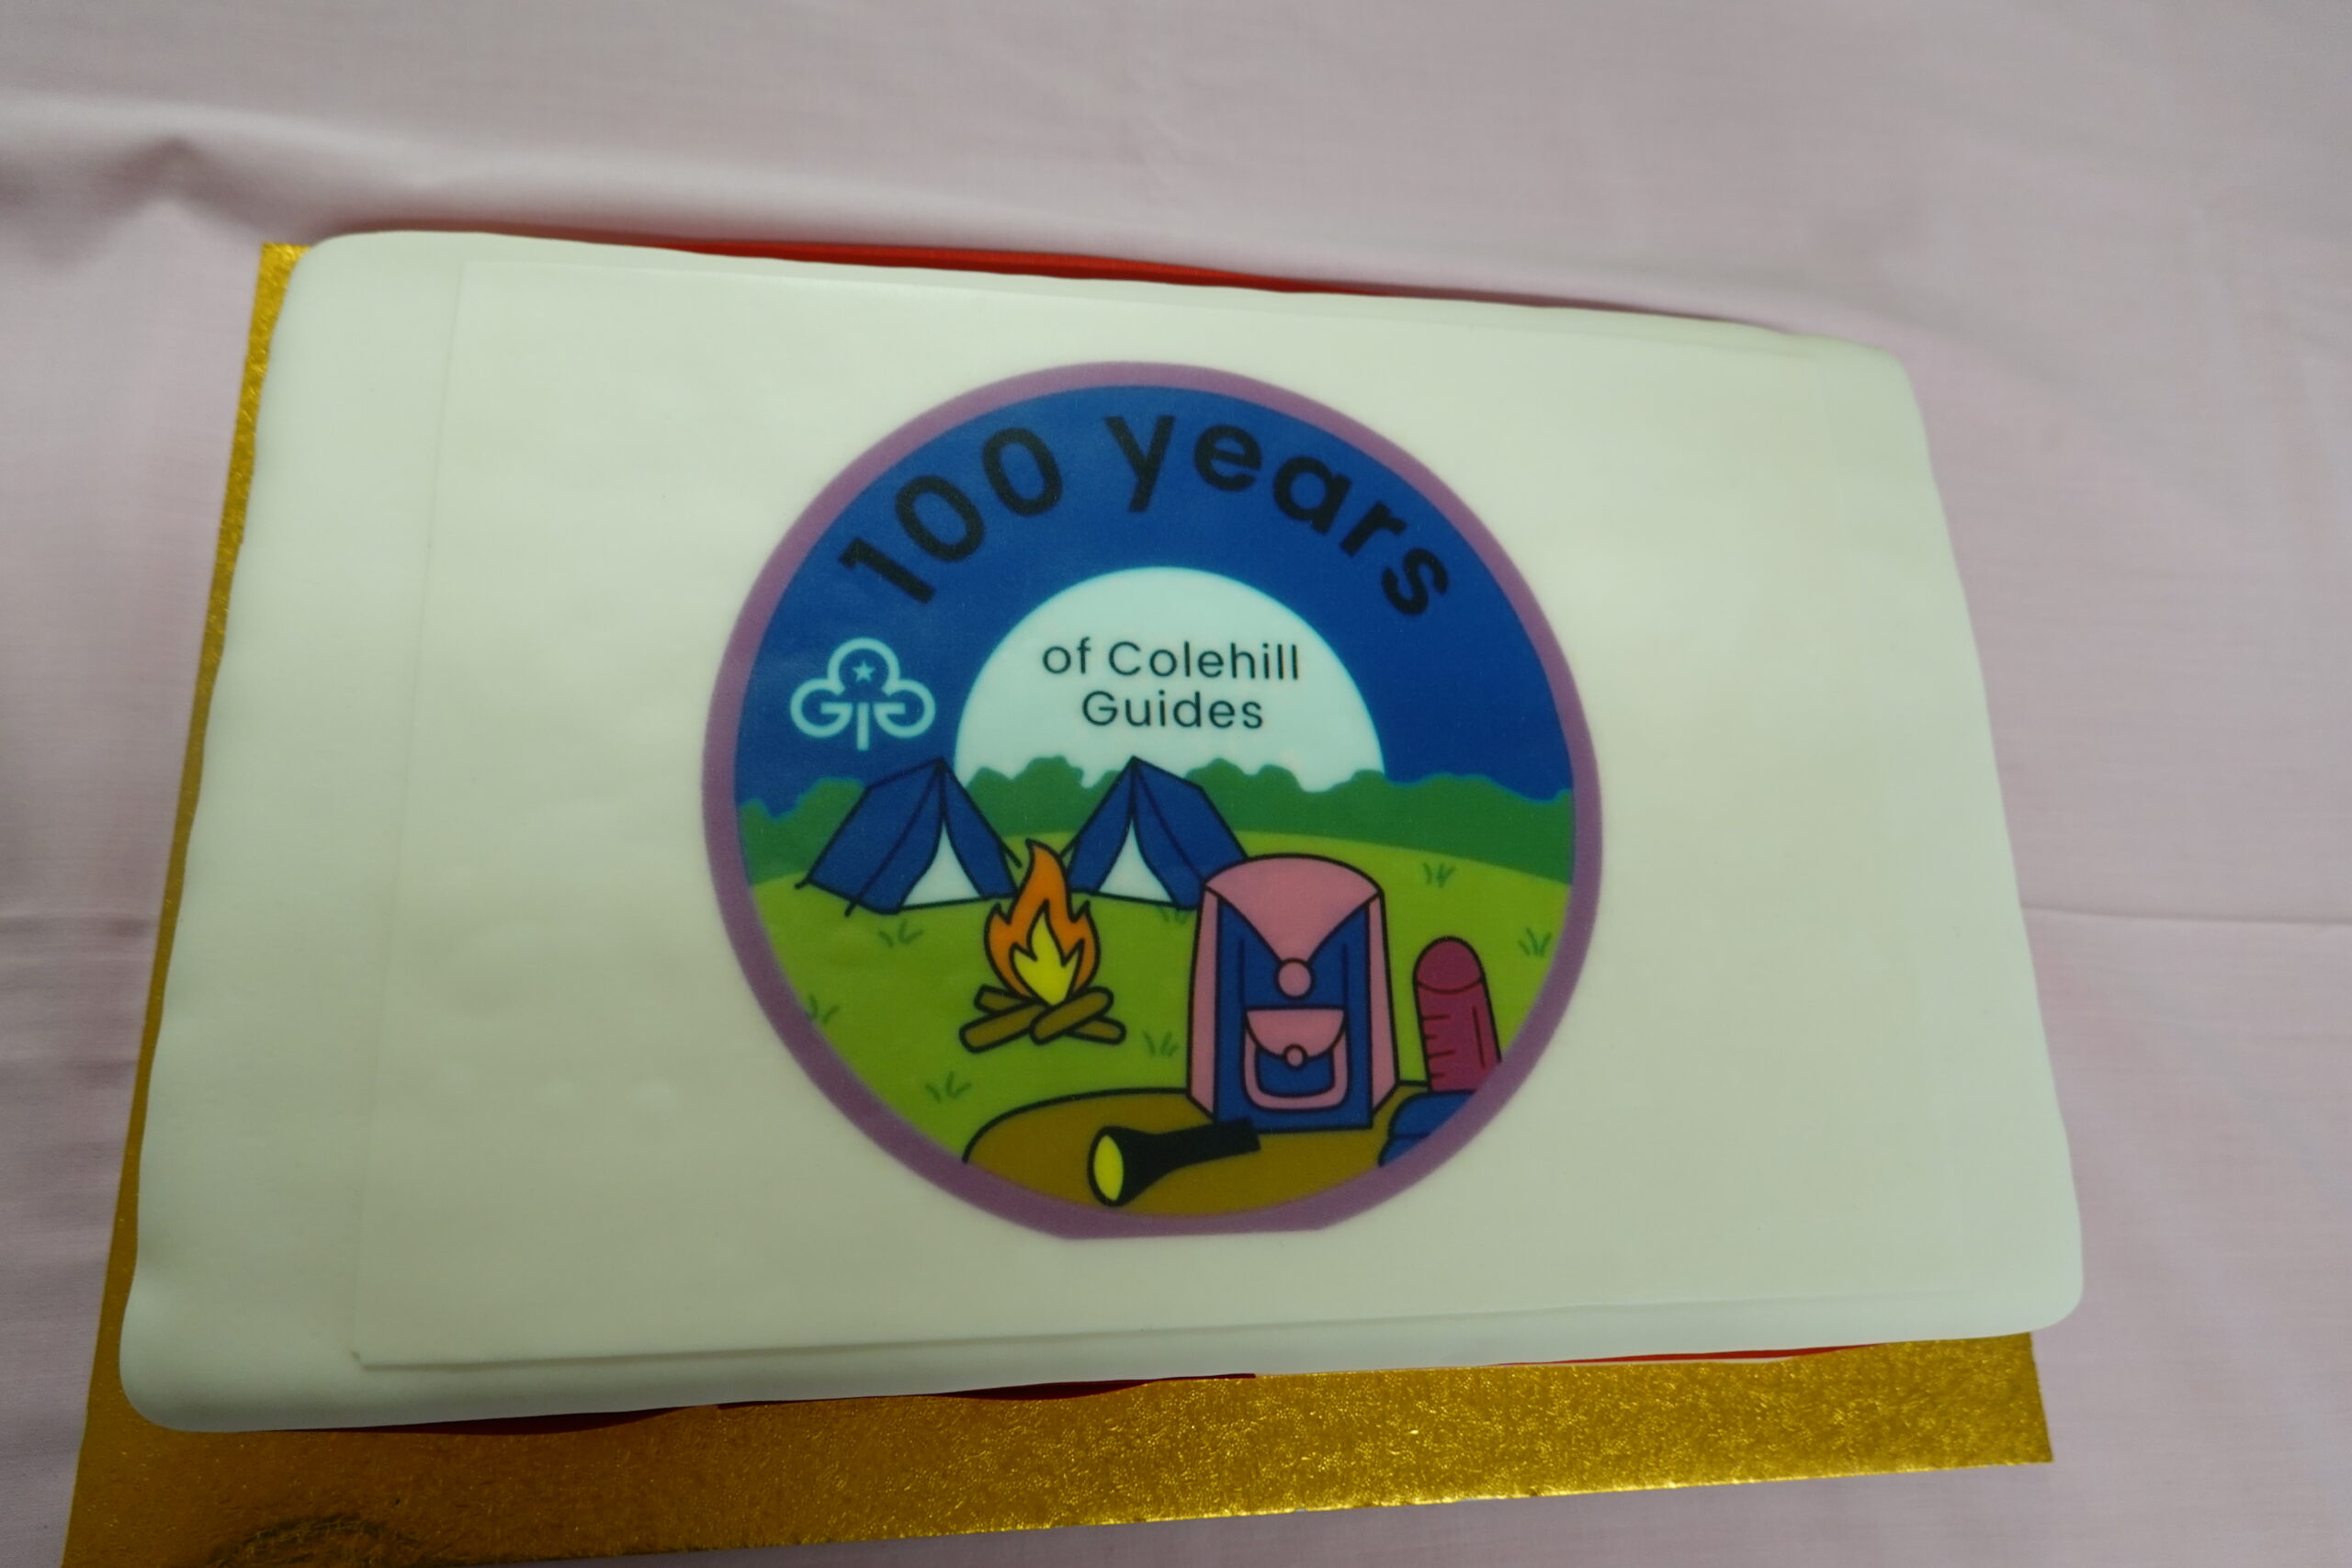 100 years
of Colehill
Guides